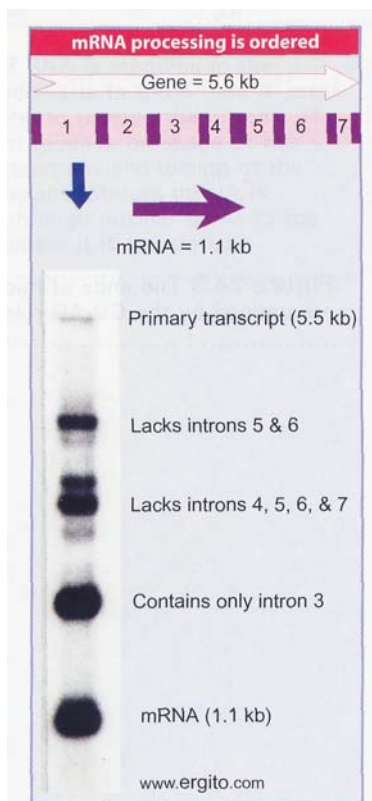 mRNA processing is ordered
Gene = 5.6 kb
1 2 3 4 5 6 7
mRNA = 1.1 kb
Primary transcript (5.5 kb)
Lacks introns 5 & 6
Lacks introns 4, 5, 6, & 7
Contains only intron 3
mRNA (1.1 kb)
www.ergito.com